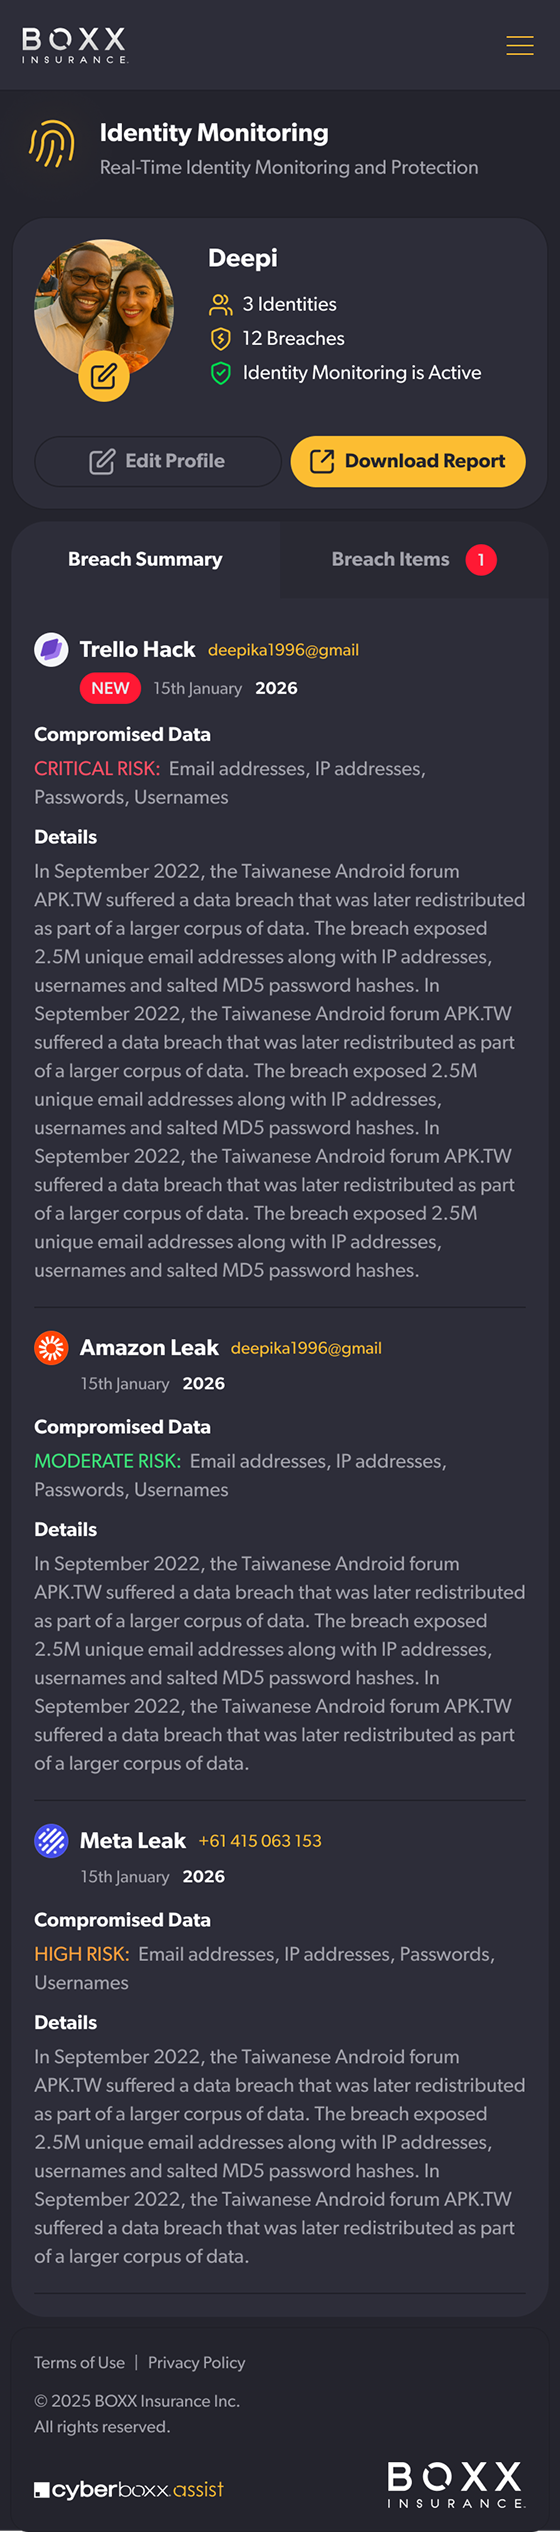 BOXX
INSURANCE.
Identity Monitoring
Real-Time Identity Monitoring and Protection
Deepi
3 Identities
12 Breaches
Identity Monitoring is Active
Edit Profile
Download Report
Breach Summary
Breach Items 1
Trello Hack deepika1996@gmail
NEW 15th January 2026
Compromised Data
CRITICAL RISK: Email addresses, IP addresses,
Passwords, Usernames
Details
In September 2022, the Taiwanese Android forum
APK.TW suffered a data breach that was later redistributed
as part of a larger corpus of data. The breach exposed
2.5M unique email addresses along with IP addresses,
usernames and salted MD5 password hashes. In
September 2022, the Taiwanese Android forum APK.TW
suffered a data breach that was later redistributed as part
of a larger corpus of data. The breach exposed 2.5M
unique email addresses along with IP addresses,
usernames and salted MD5 password hashes. In
September 2022, the Taiwanese Android forum APK.TW
suffered a data breach that was later redistributed as part
of a larger corpus of data. The breach exposed 2.5M
unique email addresses along with IP addresses,
usernames and salted MD5 password hashes.
Amazon Leak deepika1996@gmail
15th January 2026
Compromised Data
MODERATE RISK: Email addresses, IP addresses,
Passwords, Usernames
Details
In September 2022, the Taiwanese Android forum
APK.TW suffered a data breach that was later redistributed
as part of a larger corpus of data. The breach exposed
2.5M unique email addresses along with IP addresses,
usernames and salted MD5 password hashes. In
September 2022, the Taiwanese Android forum APK.TW
suffered a data breach that was later redistributed as part
of a larger corpus of data.
Meta Leak +61 415 063 153
15th January 2026
Compromised Data
HIGH RISK: Email addresses, IP addresses, Passwords,
Usernames
Details
In September 2022, the Taiwanese Android forum
APK.TW suffered a data breach that was later redistributed
as part of a larger corpus of data. The breach exposed
2.5M unique email addresses along with IP addresses,
usernames and salted MD5 password hashes. In
September 2022, the Taiwanese Android forum APK.TW
suffered a data breach that was later redistributed as part
of a larger corpus of data.
Terms of Use | Privacy Policy
© 2025 BOXX Insurance Inc.
All rights reserved.
cyberboxx assist
BOXX
INSURANCE.